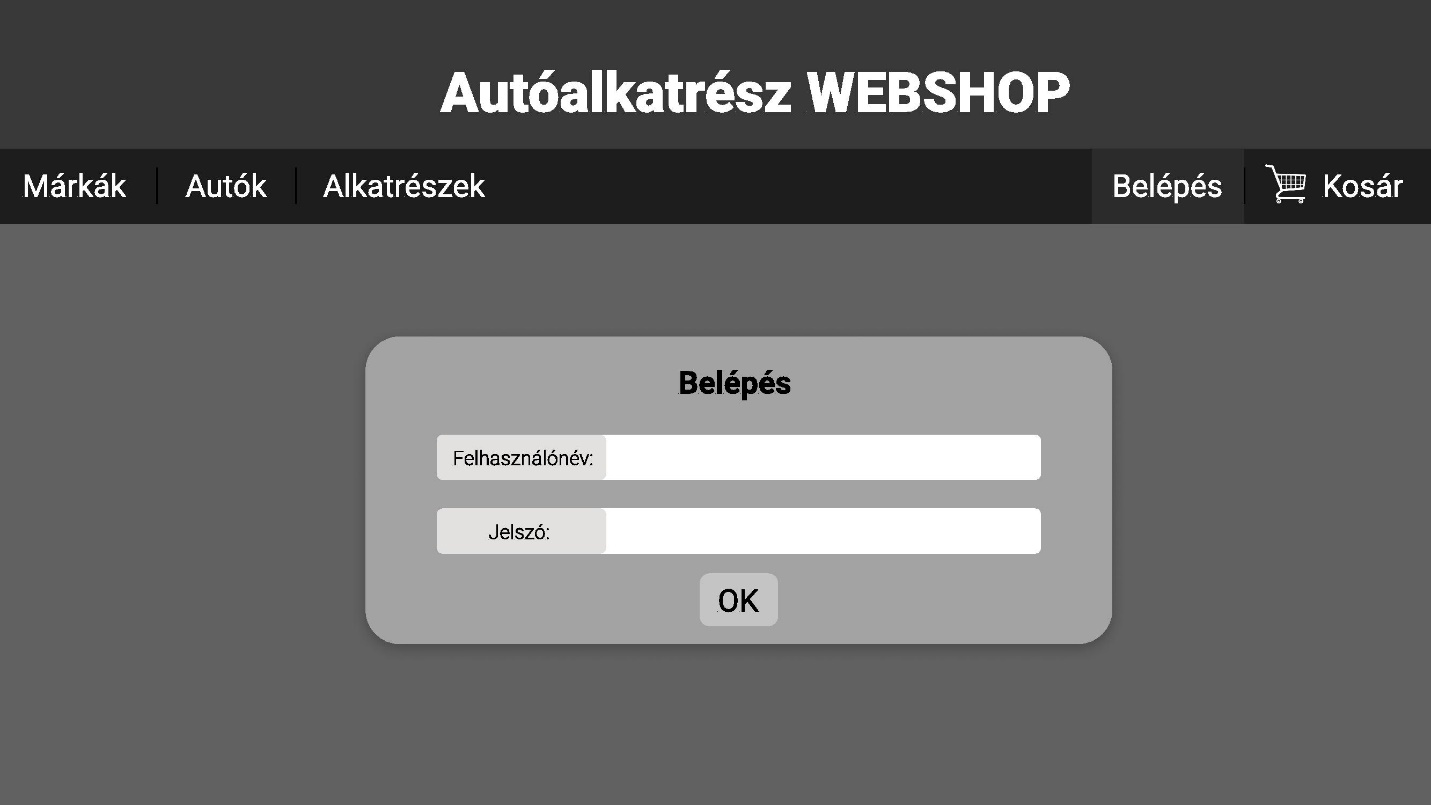 Autóalkatrész WEBSHOP
Márkák Autók Alkatrészek Belépés Kosár
Belépés
Felhasználónév:
Jelszó:
OK